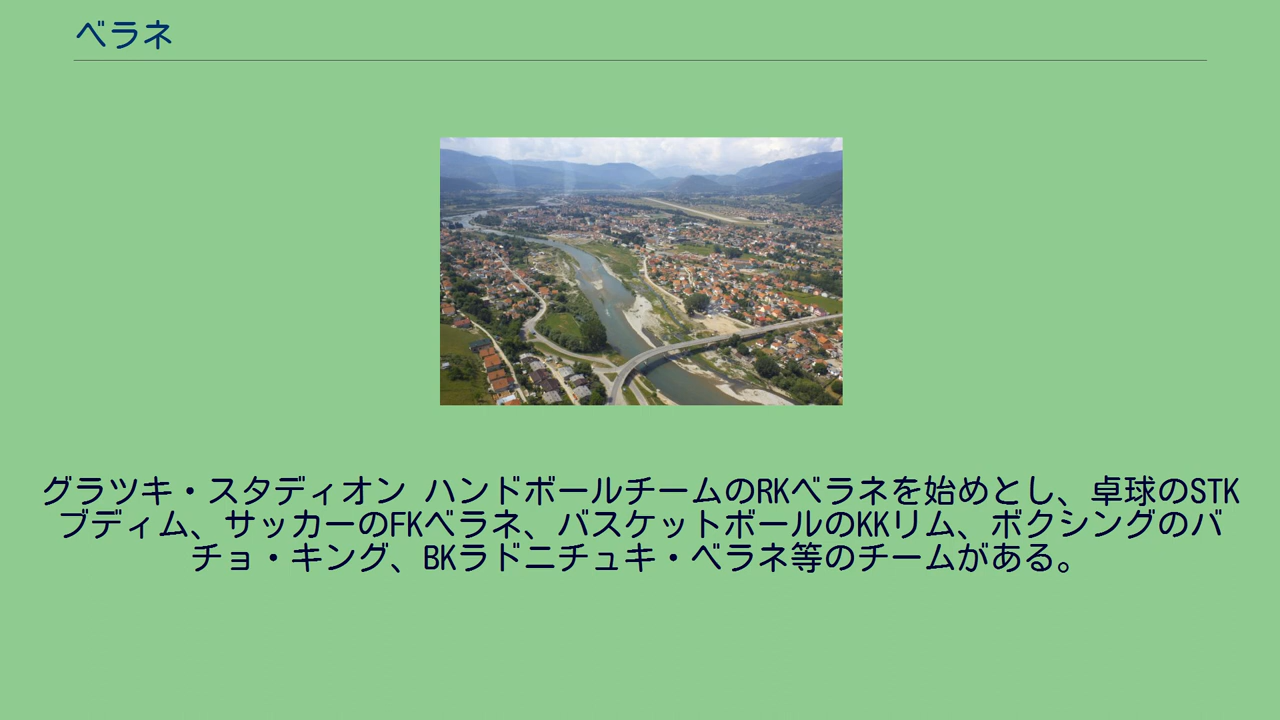 ベラネ
グラツキ・スタディオン ハンドボールチームのRKベラネを始めとし、卓球のSTK
ブディム、サッカーのFKベラネ、バスケットボールのKKリム、ボクシングのバ
チョ・キング、BKラドニチュキ・ベラネ等のチームがある。